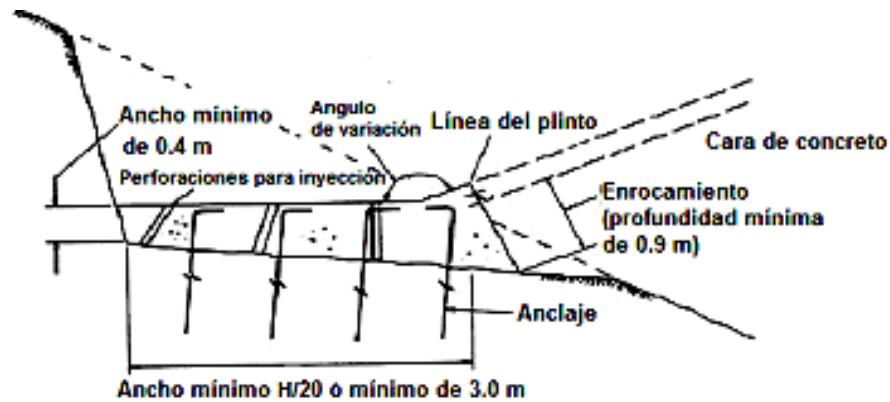 Ancho mínimo
de 0.4 m
Angulo
de variación
Línea del plinto
Cara de concreto
Perforaciones para inyección
Enrocamiento
(profundidad mínima
de 0.9 m)
Anclaje
Ancho mínimo H/20 ó mínimo de 3.0 m